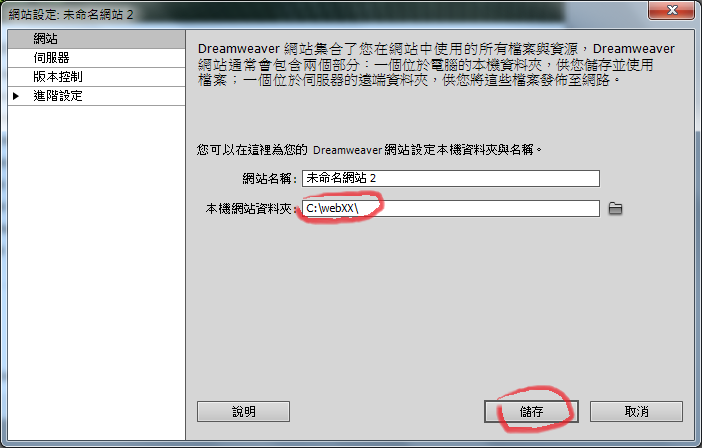 網站設定: 未命名網站 2
網站
伺服器
版本控制
進階設定
Dreamweaver 網站集合了您在網站中使用的所有檔案與資源，Dreamweaver
網站通常會包含兩個部分：一個位於電腦的本機資料夾，供您儲存並使用
檔案；一個位於伺服器的遠端資料夾，供您將這些檔案發佈至網路。
您可以在這裡為您的 Dreamweaver 網站設定本機資料夾與名稱。
網站名稱: 未命名網站 2
本機網站資料夾: C:\webXX\
說明 儲存 取消